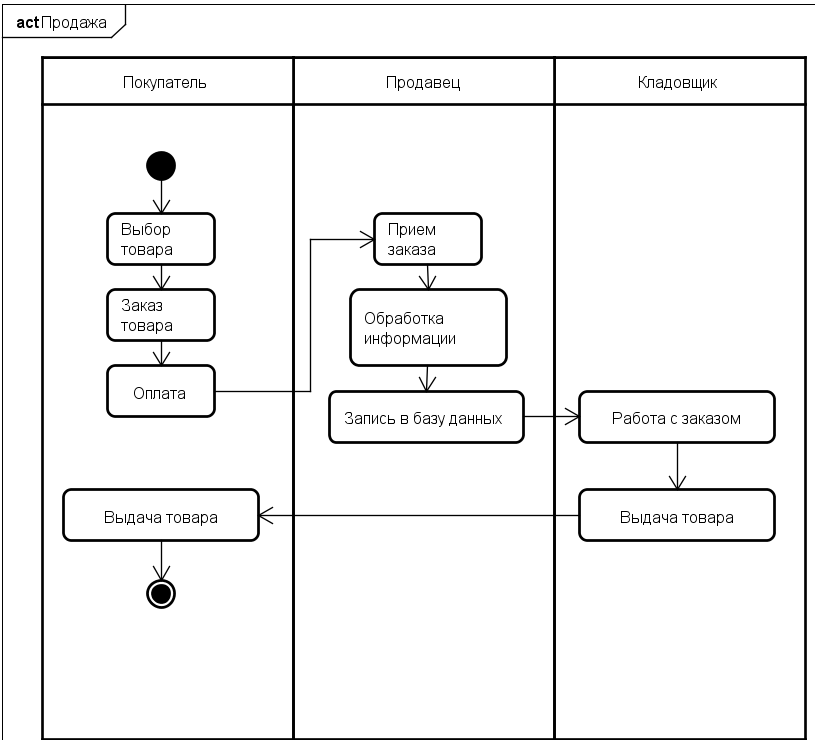 act Продажа
Покупатель
Продавец
Кладовщик
Выбор
товара
Заказ
товара
Оплата
Прием
заказа
Обработка
информации
Запись в базу данных
Работа с заказом
Выдача товара
Выдача товара